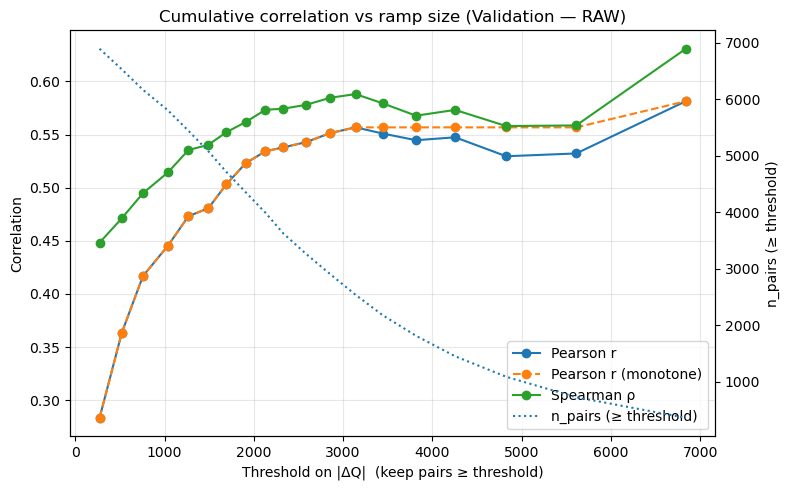 Cumulative correlation vs ramp size (Validation — RAW)
Correlation
0.60
0.55
0.50
0.45
0.40
0.35
0.30
7000
6000
5000
4000
3000
2000
1000
n_pairs (≥ threshold)
Pearson r
Pearson r (monotone)
Spearman ρ
n_pairs (≥ threshold)
0 1000 2000 3000 4000 5000 6000 7000
Threshold on |ΔQ| (keep pairs ≥ threshold)